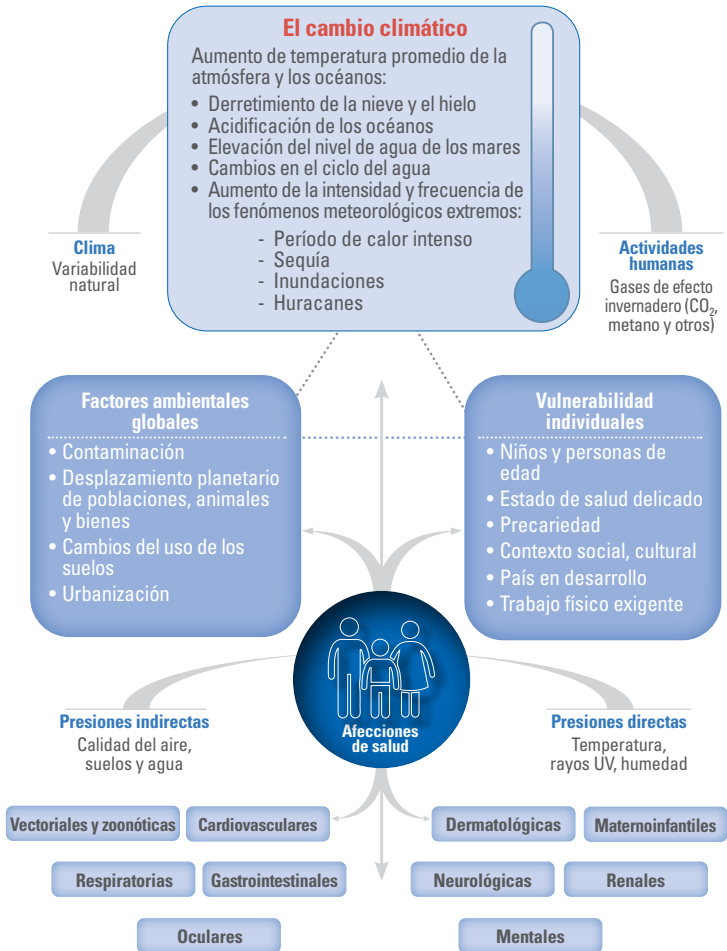 El cambio climático
Aumento de temperatura promedio de la
atmósfera y los océanos:
• Derretimiento de la nieve y el hielo
• Acidificación de los océanos
• Elevación del nivel de agua de los mares
• Cambios en el ciclo del agua
• Aumento de la intensidad y frecuencia de
los fenómenos meteorológicos extremos:
- Período de calor intenso
- Sequía
- Inundaciones
- Huracanes
Clima
Variabilidad
natural
Actividades
humanas
Gases de efecto
invernadero (CO₂,
metano y otros)
Factores ambientales
globales
• Contaminación
• Desplazamiento planetario
de poblaciones, animales
y bienes
• Cambios del uso de los
suelos
• Urbanización
Vulnerabilidad
individuales
• Niños y personas de
edad
• Estado de salud delicado
• Precariedad
• Contexto social, cultural
• País en desarrollo
• Trabajo físico exigente
Afecciones
de salud
Presiones indirectas
Calidad del aire,
suelos y agua
Presiones directas
Temperatura,
rayos UV, humedad
Vectoriales y zoonóticas
Cardiovasculares
Dermatológicas
Maternoinfantiles
Respiratorias
Gastrointestinales
Neurológicas
Renales
Oculares
Mentales